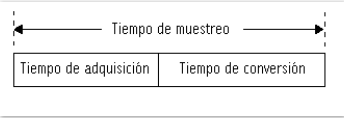 Tiempo de muestreo
Tiempo de adquisición Tiempo de conversión